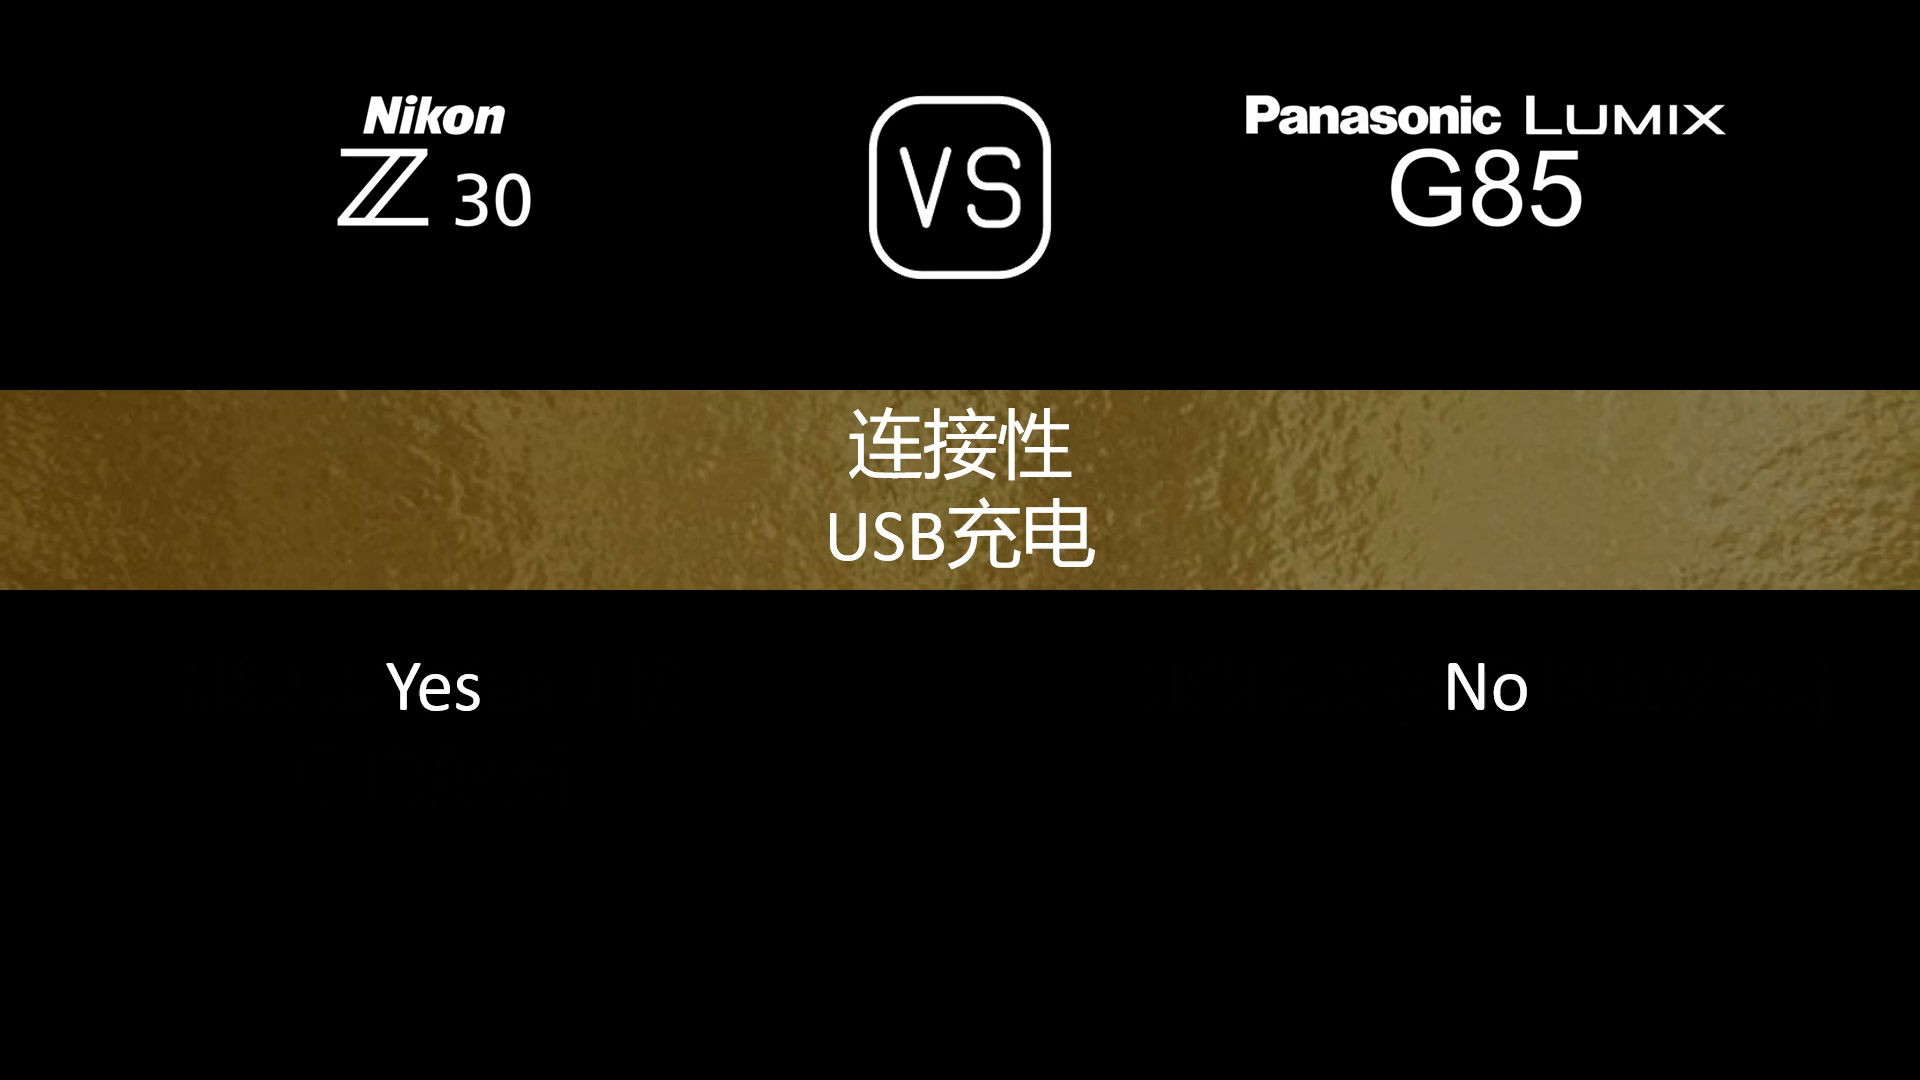 Nikon
Z 30
VS
Panasonic LUMIX
G85
连接性
USB充电
Yes
No